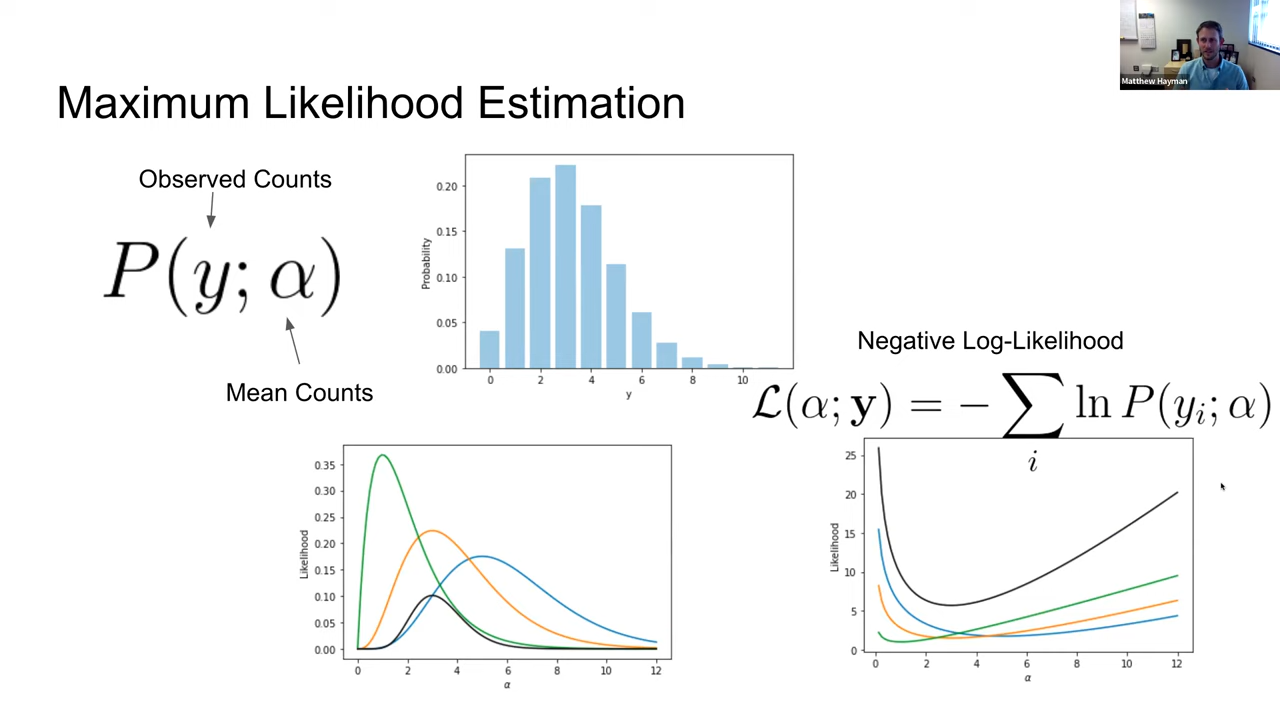 Matthew Hayman
Maximum Likelihood Estimation
Observed Counts
P(y; α)
Mean Counts
Probability
0.20
0.15
0.10
0.05
0.00
0 2 4 6 8 10
y
Negative Log-Likelihood
ℒ(α; y) = − ∑ ln P(yᵢ; α)
i
Likelihood
0.35
0.30
0.25
0.20
0.15
0.10
0.05
0.00
0 2 4 6 8 10 12
α
Likelihood
25
20
15
10
5
0
0 2 4 6 8 10 12
α